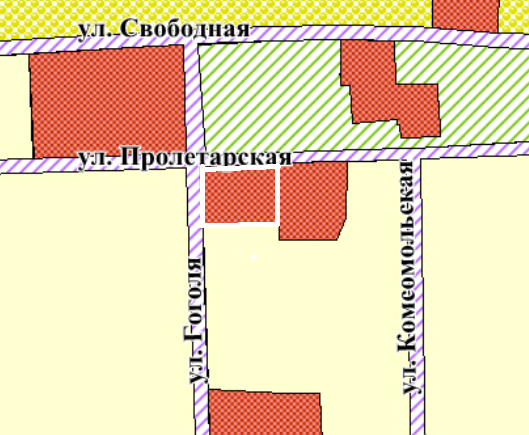 ул. Свободная
ул. Пролетарская
ул. Гоголя
ул. Комсомольская